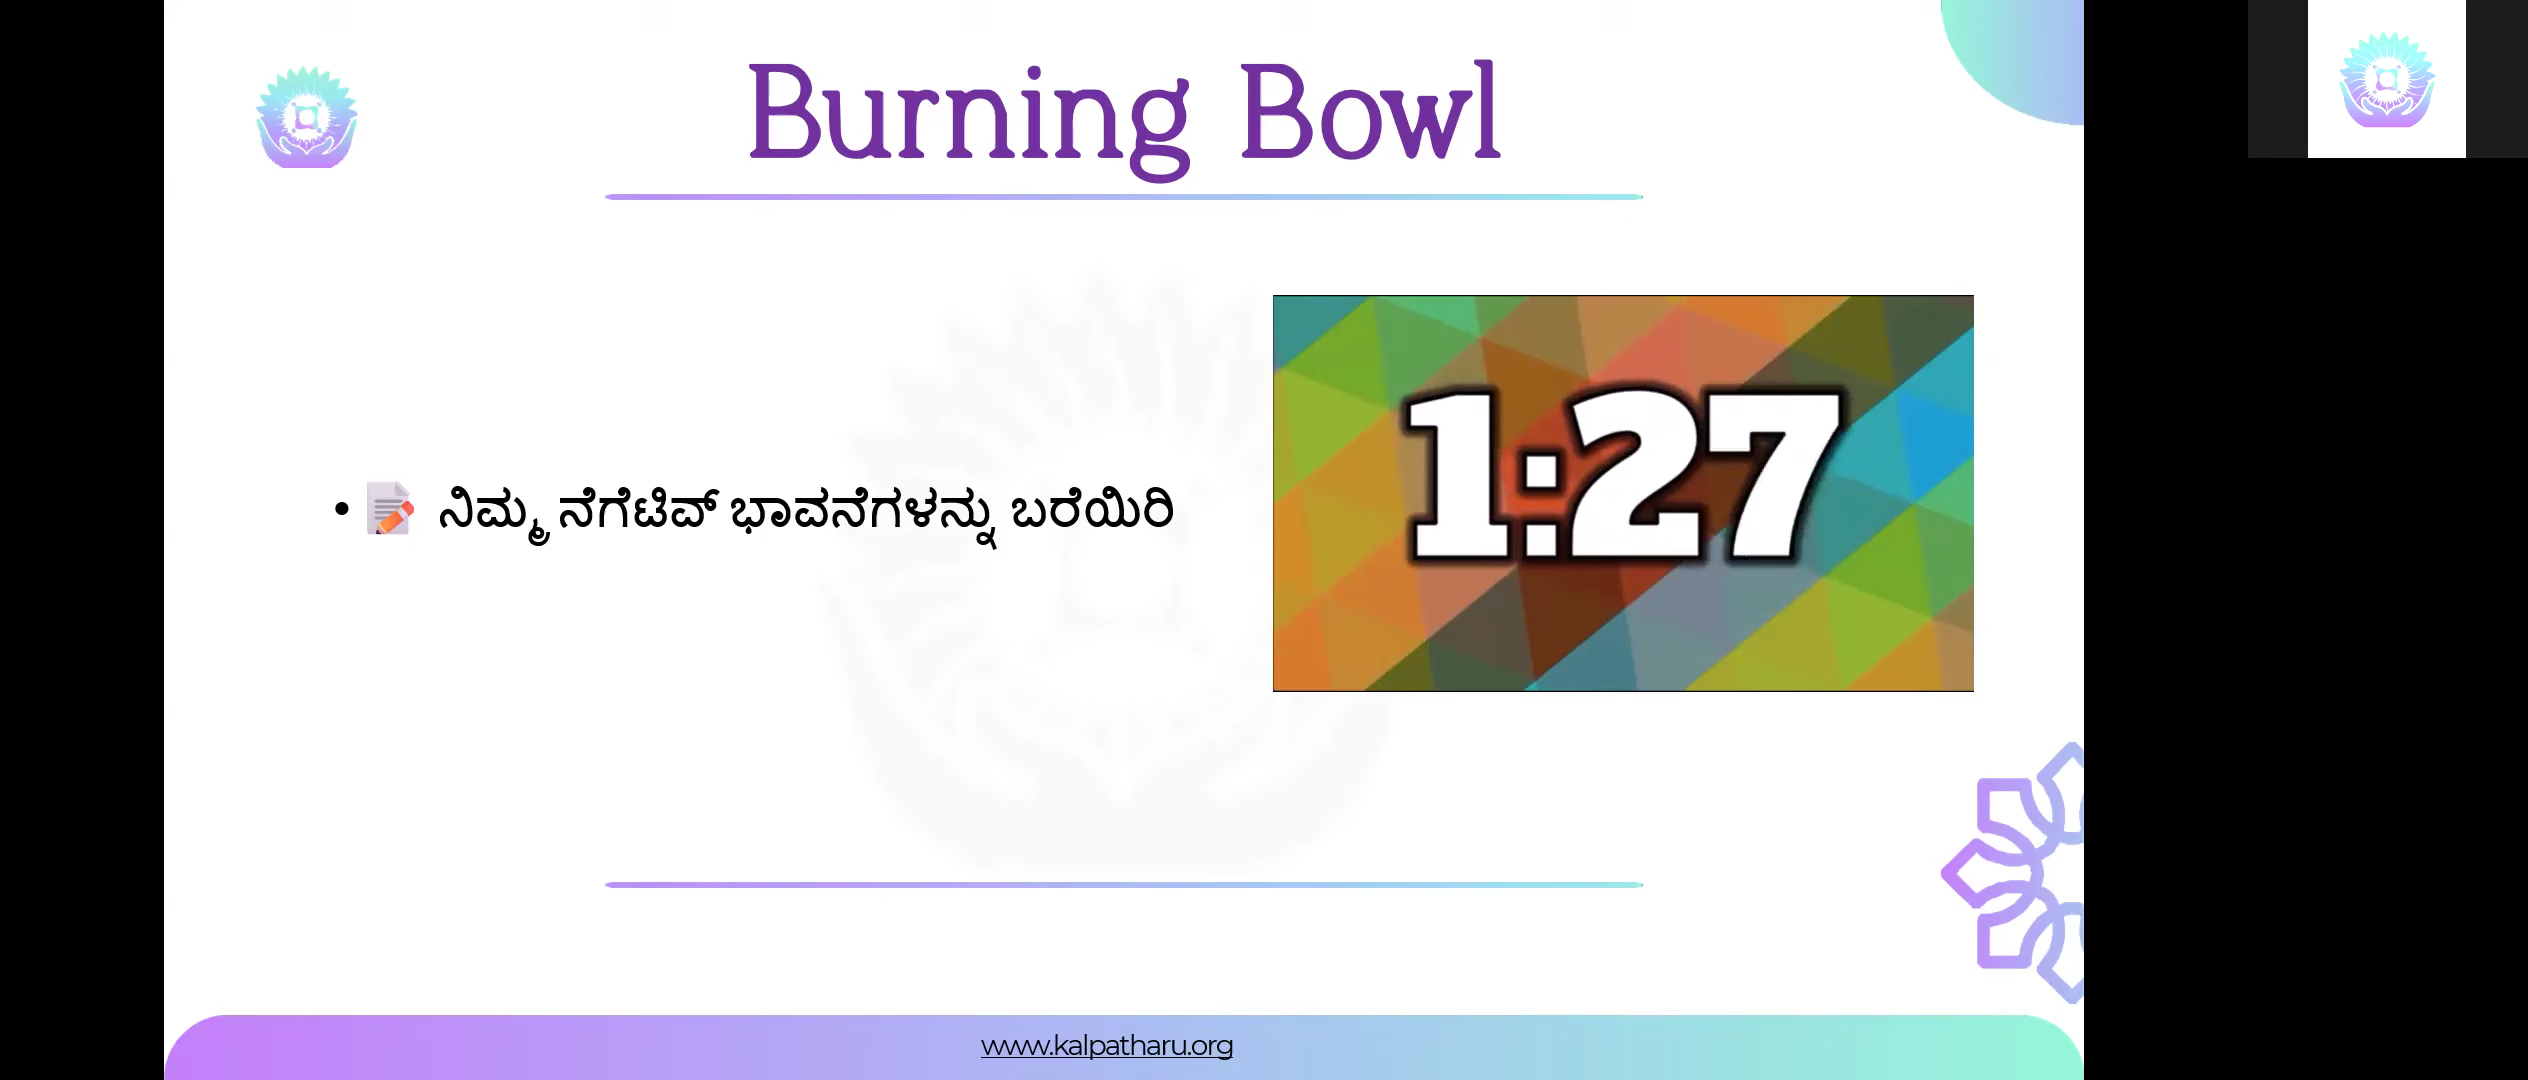 Burning Bowl
• 📝 ನಿಮ್ಮ ನೆಗೆಟಿವ್ ಭಾವನೆಗಳನ್ನು ಬರೆಯಿರಿ
1:27
www.kalpatharu.org